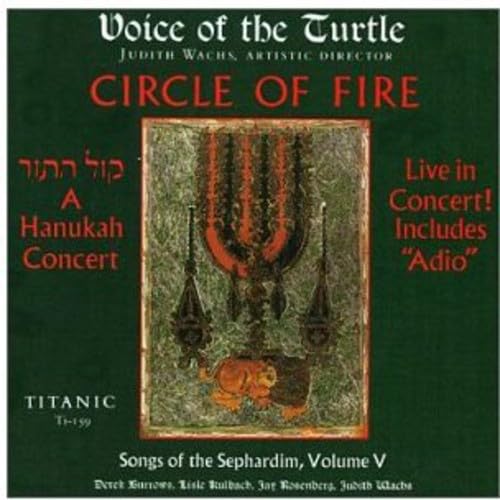 Voice of the Turtle
JUDITH WACHS, ARTISTIC DIRECTOR
CIRCLE OF FIRE
קול התור
A
Hanukah
Concert
Live in
Concert!
Includes
"Adio"
TITANIC
Ti-159
Songs of the Sephardim, Volume V
Derek Burrows, Lisle Kulbach, Jay Rosenberg, Judith Wachs